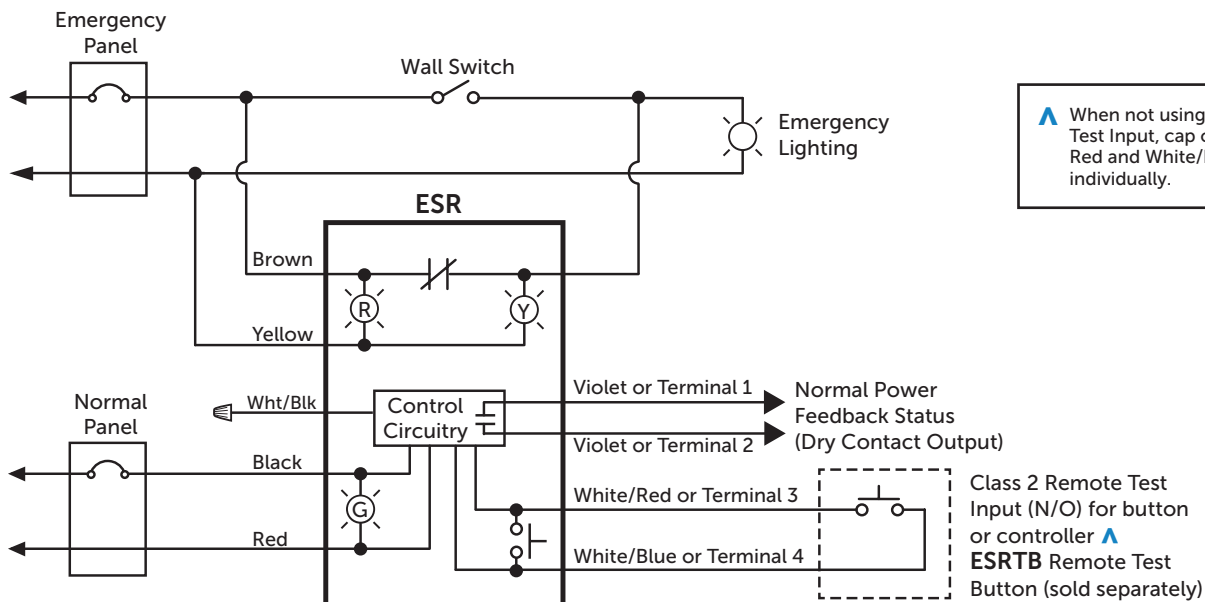 Emergency
Panel
Wall Switch
Emergency
Lighting
Λ When not using
Test Input, cap
Red and White/
individually.
ESR
Brown
R
Y
Yellow
Wht/Blk
Control
Circuitry
Violet or Terminal 1
Violet or Terminal 2
Normal Power
Feedback Status
(Dry Contact Output)
Normal
Panel
Black
G
Red
White/Red or Terminal 3
White/Blue or Terminal 4
Class 2 Remote Test
Input (N/O) for button
or controller Λ
ESRTB Remote Test
Button (sold separately)